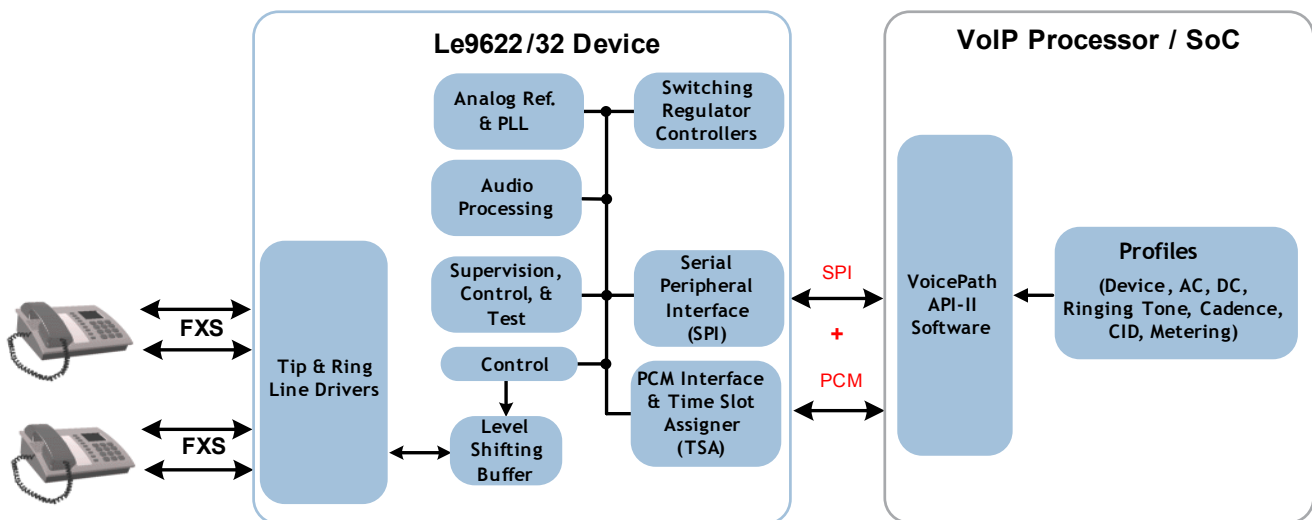 Le9622/32 Device
VoIP Processor / SoC
Analog Ref.
& PLL
Switching
Regulator
Controllers
Audio
Processing
Supervision,
Control, &
Test
Serial
Peripheral
Interface
(SPI)
Control
PCM Interface
& Time Slot
Assigner
(TSA)
Level
Shifting
Buffer
Tip & Ring
Line Drivers
FXS
FXS
SPI
+
PCM
VoicePath
API-II
Software
Profiles
(Device, AC, DC,
Ringing Tone, Cadence,
CID, Metering)